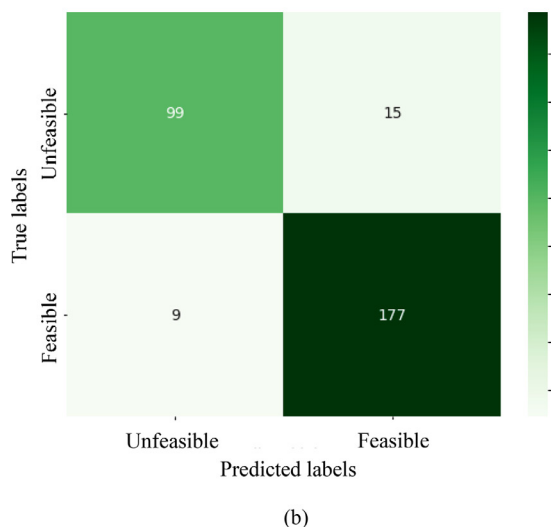 True labels
Unfeasible
99
15
Feasible
9
177
Unfeasible
Feasible
Predicted labels
(b)